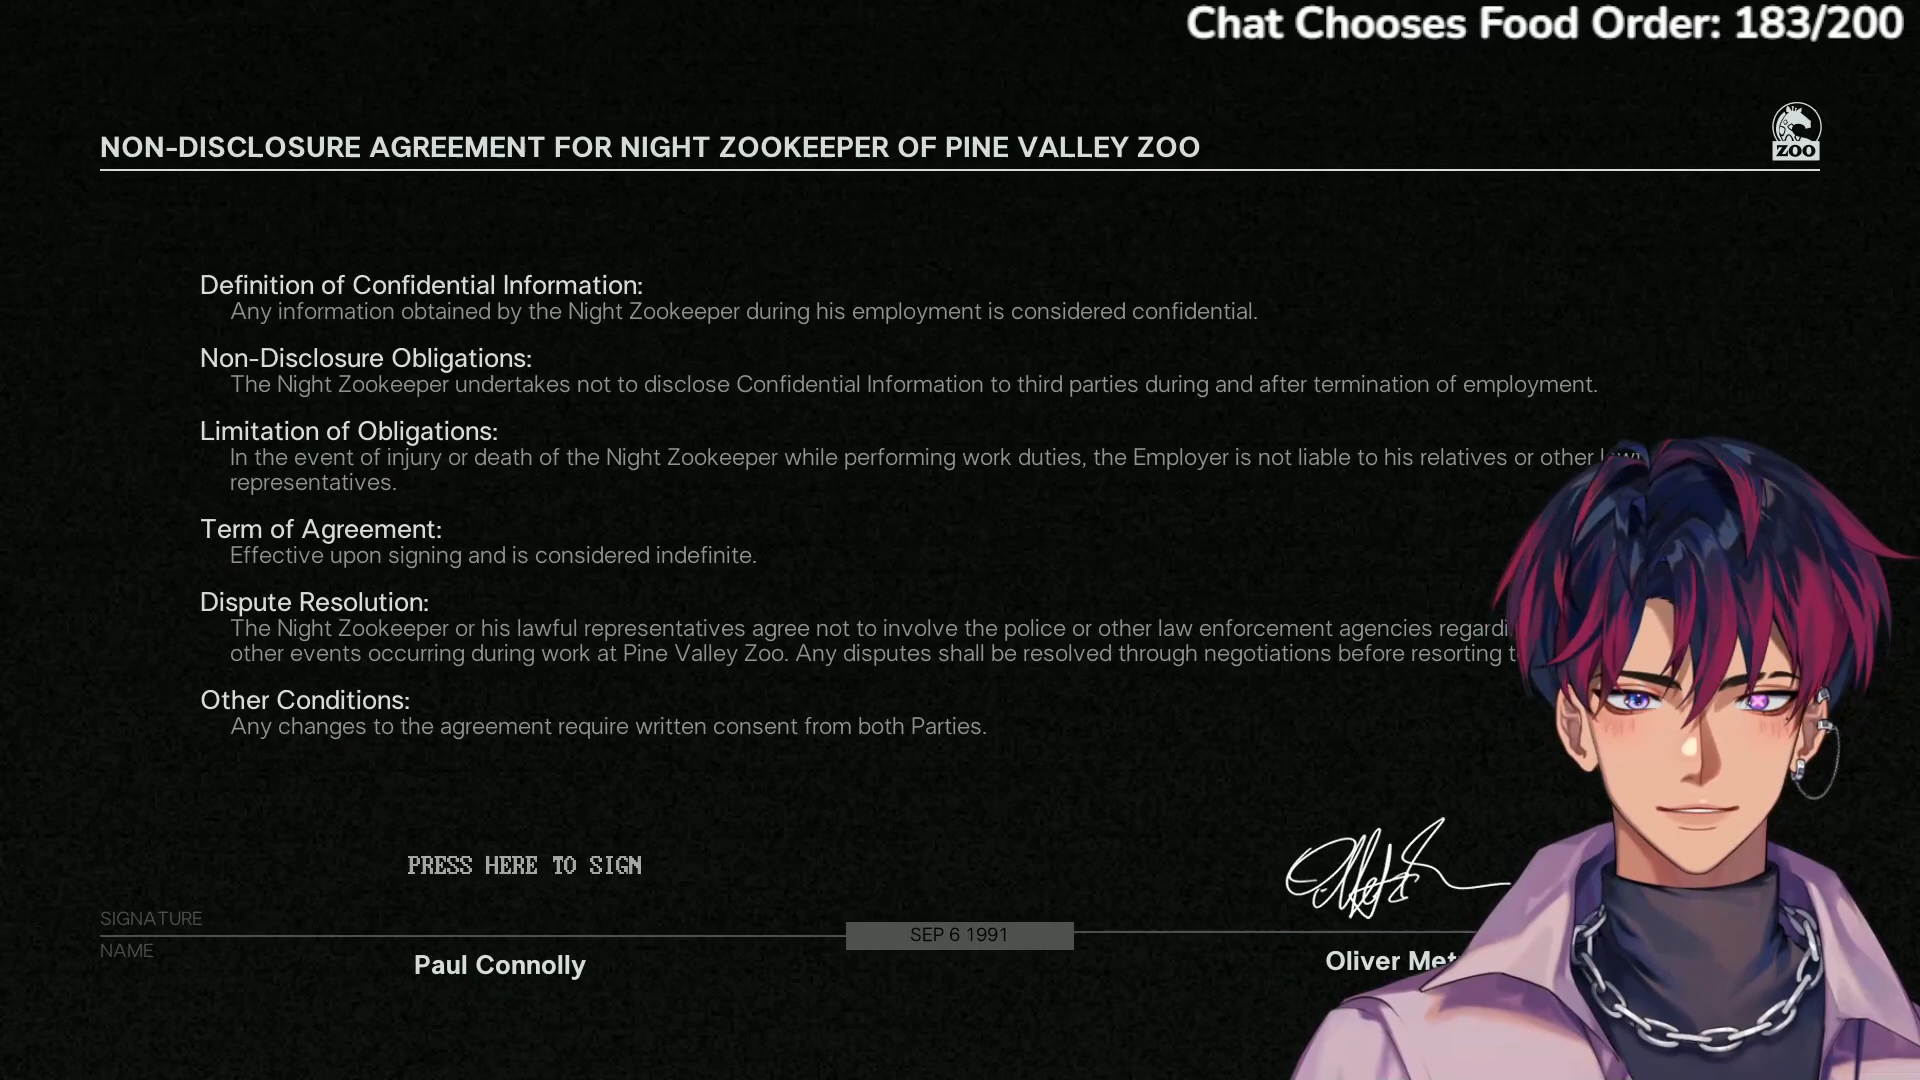 Chat Chooses Food Order: 183/200
NON-DISCLOSURE AGREEMENT FOR NIGHT ZOOKEEPER OF PINE VALLEY ZOO
ZOO
Definition of Confidential Information:
Any information obtained by the Night Zookeeper during his employment is considered confidential.
Non-Disclosure Obligations:
The Night Zookeeper undertakes not to disclose Confidential Information to third parties during and after termination of employment.
Limitation of Obligations:
In the event of injury or death of the Night Zookeeper while performing work duties, the Employer is not liable to his relatives or other
representatives.
Term of Agreement:
Effective upon signing and is considered indefinite.
Dispute Resolution:
The Night Zookeeper or his lawful representatives agree not to involve the police or other law enforcement agencies
other events occurring during work at Pine Valley Zoo. Any disputes shall be resolved through negotiations before resorting
Other Conditions:
Any changes to the agreement require written consent from both Parties.
PRESS HERE TO SIGN
SIGNATURE
SEP 6 1991
NAME
Paul Connolly
Oliver